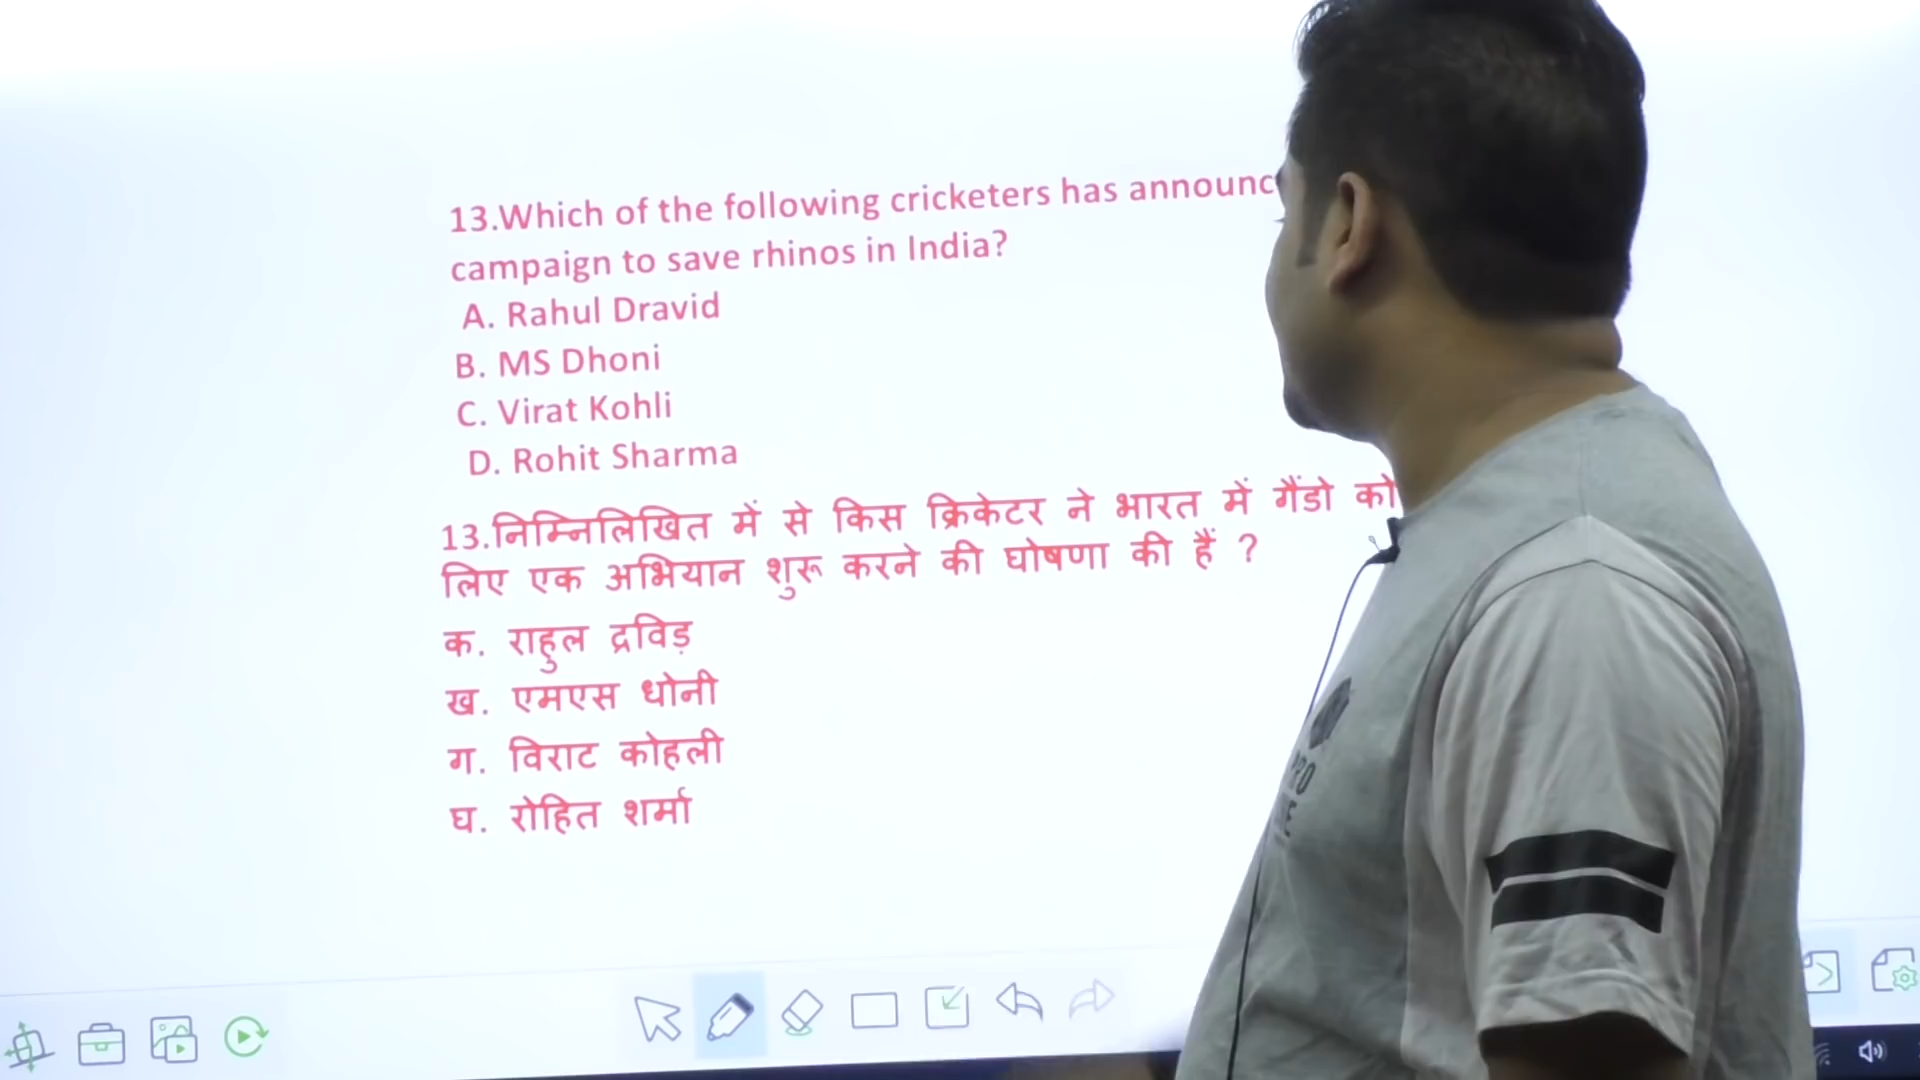 13.Which of the following cricketers has announc
campaign to save rhinos in India?
A. Rahul Dravid
B. MS Dhoni
C. Virat Kohli
D. Rohit Sharma
13.निम्निलिखित में से किस क्रिकेटर ने भारत में गैंडो को
लिए एक अभियान शुरू करने की घोषणा की हैं ?
क. राहुल द्रविड़
ख. एमएस धोनी
ग. विराट कोहली
घ. रोहित शर्मा